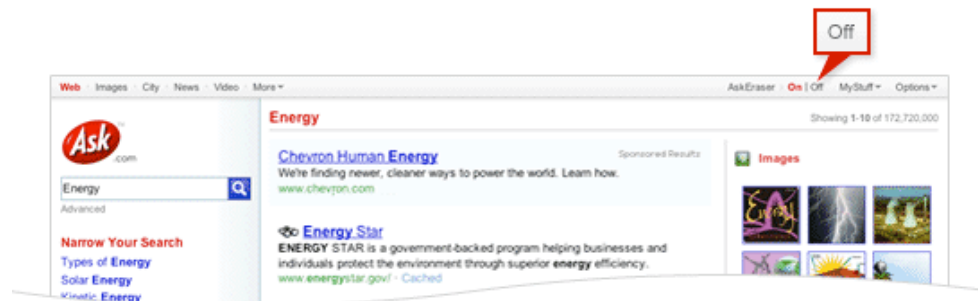 Off
Web Images City News Video More
AskEraser On | Off MyStuff Options
Ask
.com
Energy
Advanced
Narrow Your Search
Types of Energy
Solar Energy
Kinetic Energy
Energy
Showing 1-10 of 172,720,000
Chevron Human Energy
Sponsored Results
We're finding newer, cleaner ways to power the world. Learn how.
www.chevron.com
Energy Star
ENERGY STAR is a government-backed program helping businesses and
individuals protect the environment through superior energy efficiency.
www.energystar.gov/ · Cached
Images